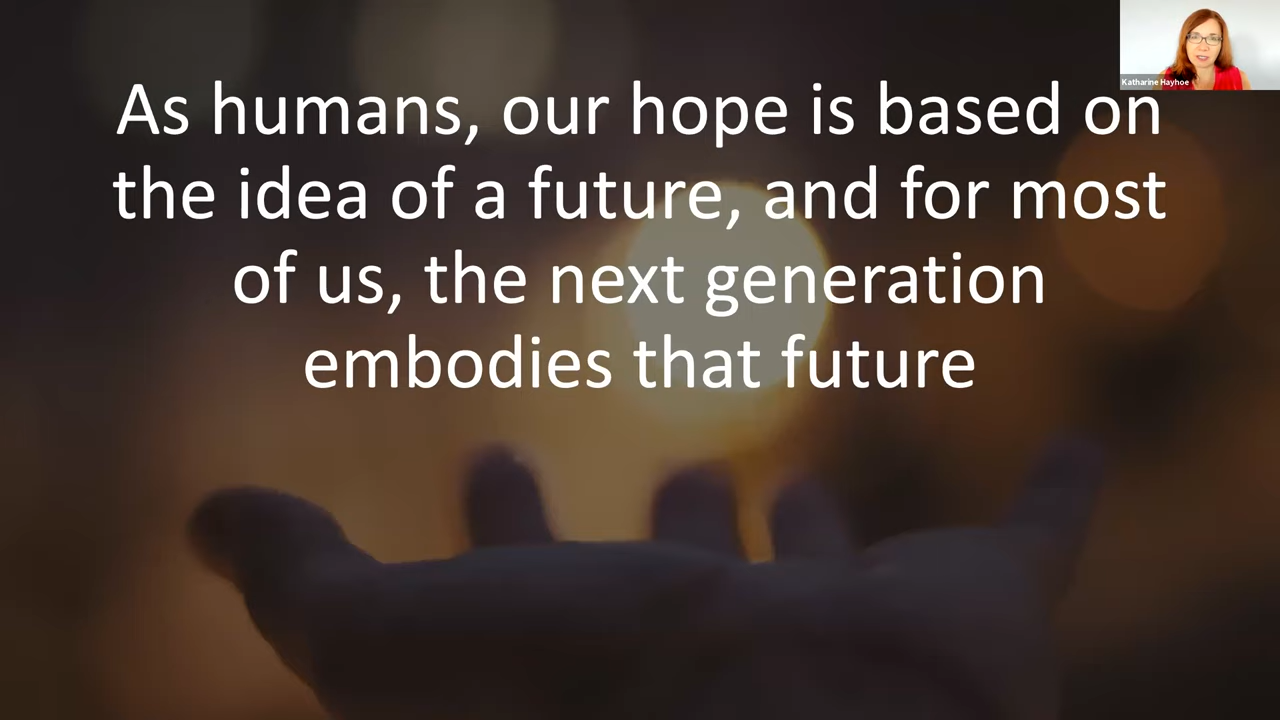 Katharine Hayhoe
As humans, our hope is based on
the idea of a future, and for most
of us, the next generation
embodies that future